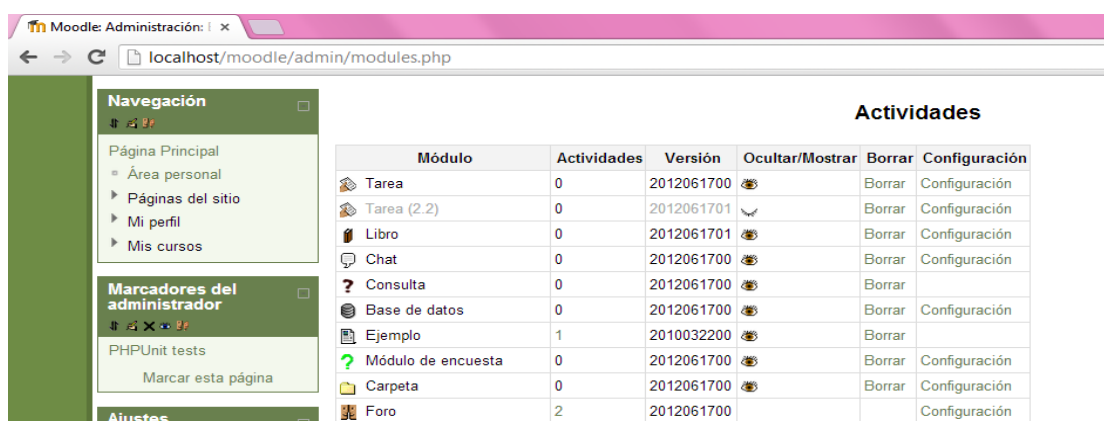 Moodle: Administración:
localhost/moodle/admin/modules.php
Navegación
Página Principal
Área personal
Páginas del sitio
Mi perfil
Mis cursos
Marcadores del
administrador
PHPUnit tests
Marcar esta página
Ajustes
Actividades
Módulo Actividades Versión Ocultar/Mostrar Borrar Configuración
Tarea 0 2012061700 Borrar Configuración
Tarea (2.2) 0 2012061701 Borrar Configuración
Libro 0 2012061701 Borrar Configuración
Chat 0 2012061700 Borrar Configuración
Consulta 0 2012061700 Borrar
Base de datos 0 2012061700 Borrar Configuración
Ejemplo 1 2010032200 Borrar
Módulo de encuesta 0 2012061700 Borrar Configuración
Carpeta 0 2012061700 Borrar Configuración
Foro 2 2012061700 Configuración